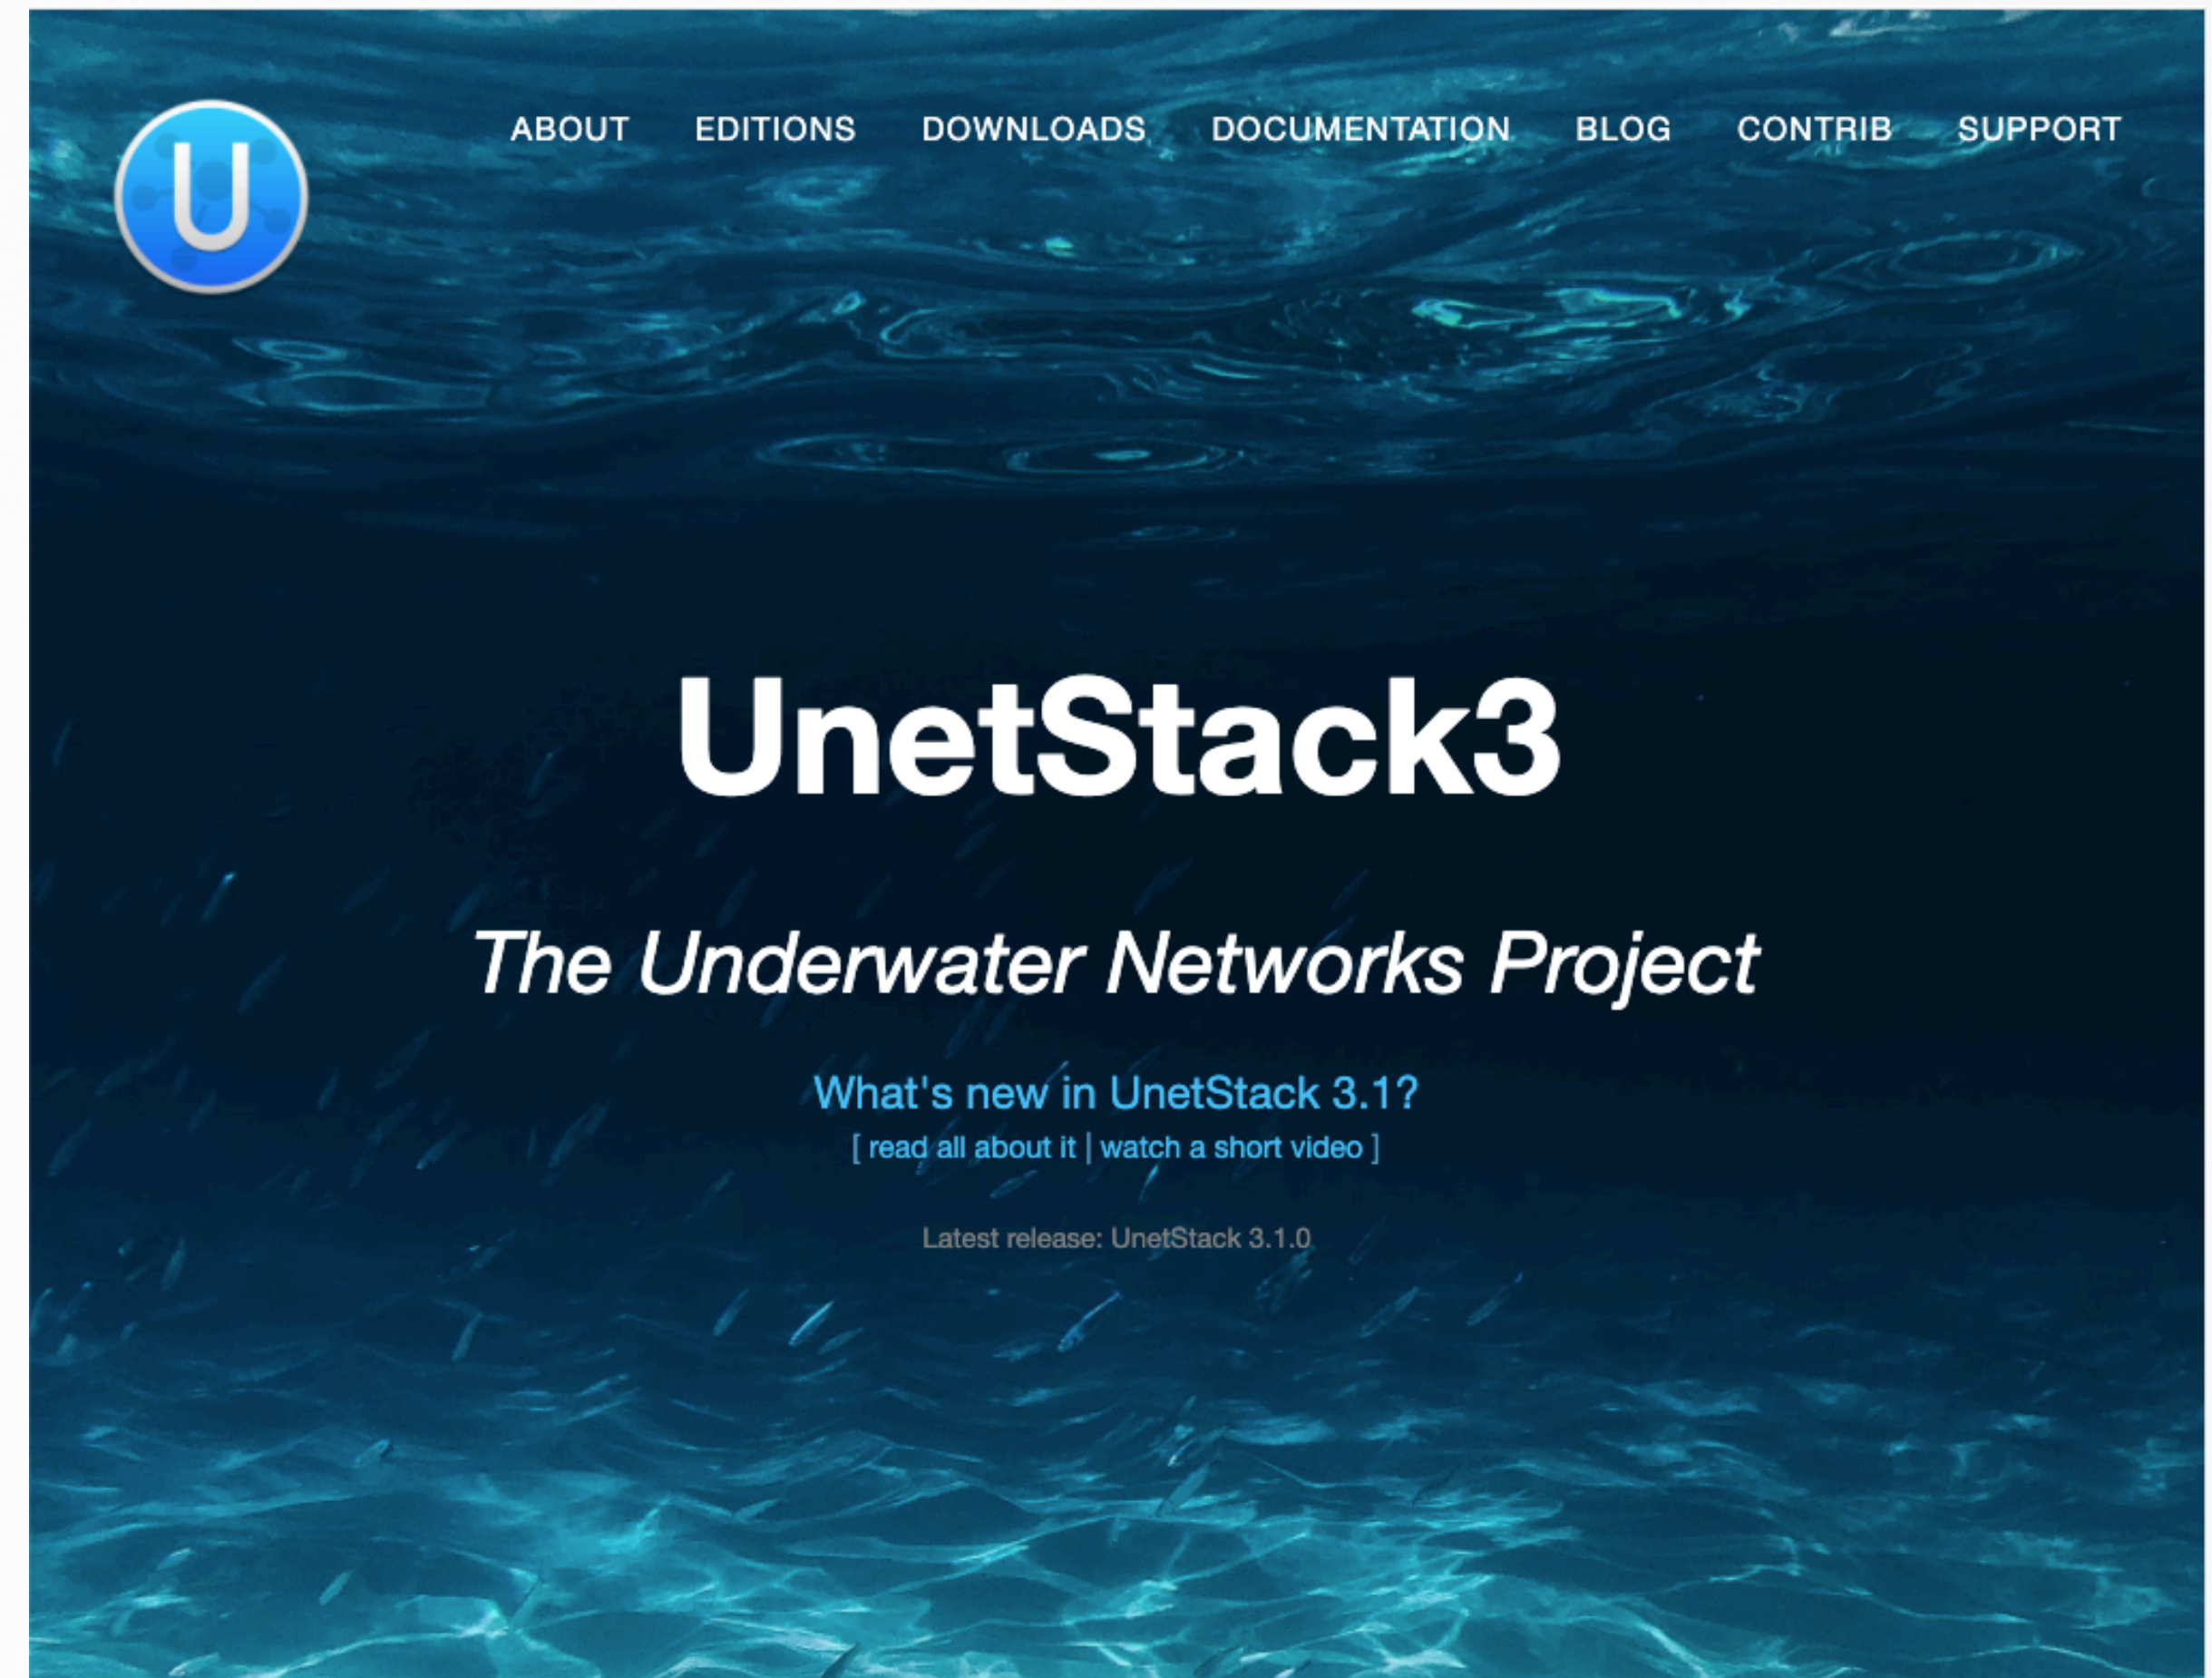 U
ABOUT EDITIONS DOWNLOADS DOCUMENTATION BLOG CONTRIB SUPPORT
UnetStack3
The Underwater Networks Project
What's new in UnetStack 3.1?
[ read all about it | watch a short video ]
Latest release: UnetStack 3.1.0